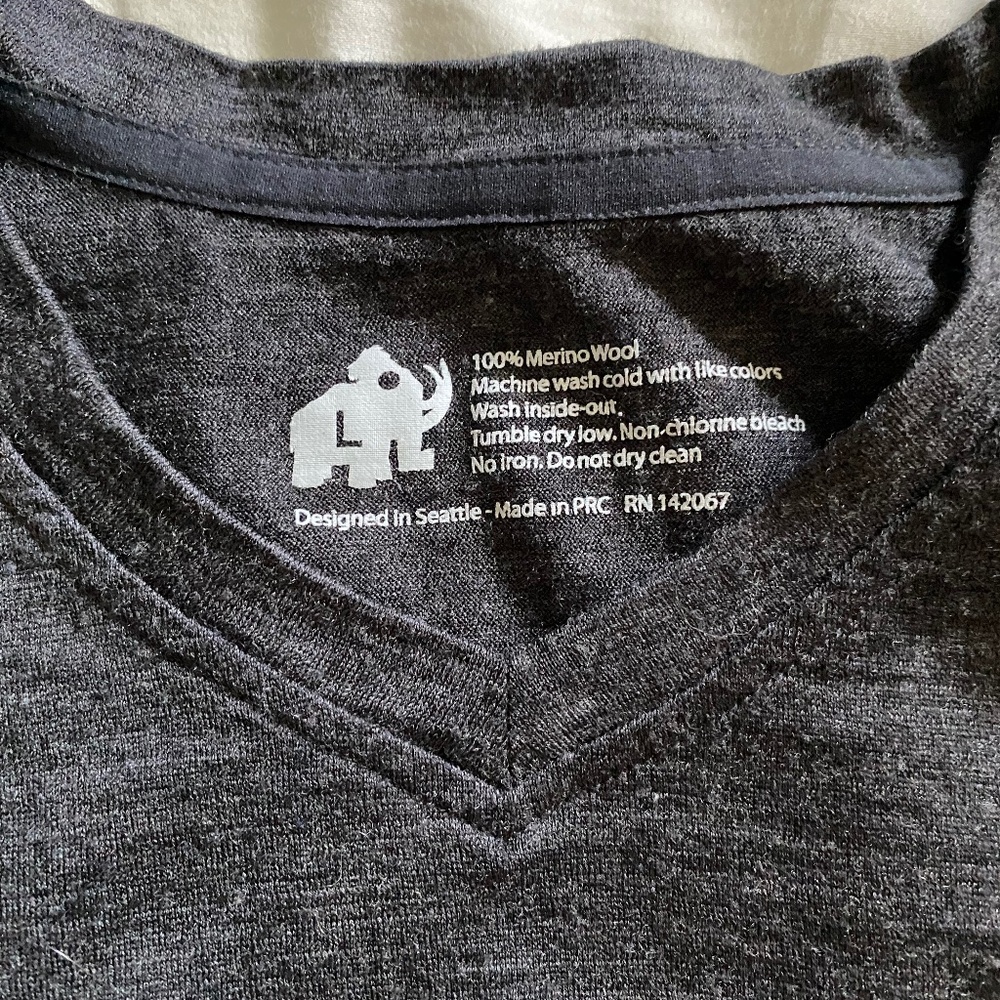 100% Merino Wool
Machine wash cold with like colors
Wash inside-out.
Tumble dry low. Non-chlorine bleach
No iron. Do not dry clean
Designed in Seattle - Made in PRC RN 142067